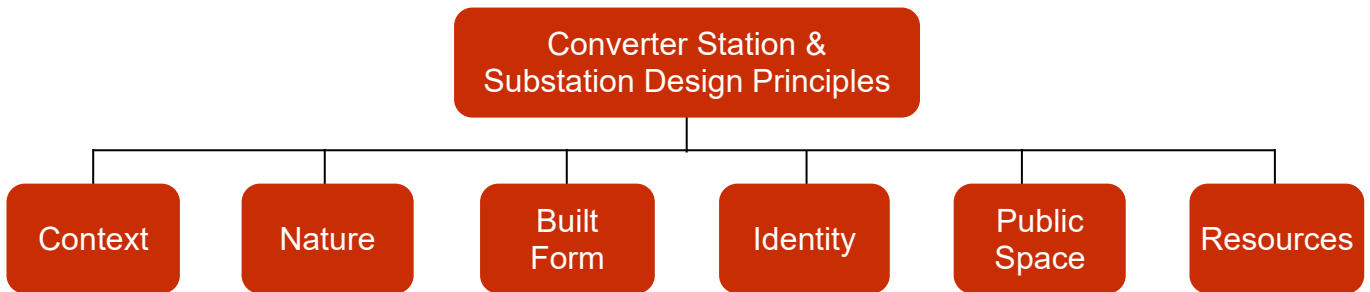 Converter Station &
Substation Design Principles
Context
Nature
Built
Form
Identity
Public
Space
Resources